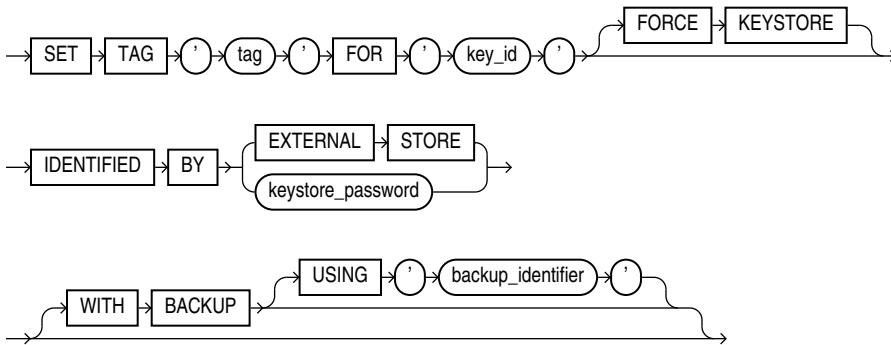 FORCE KEYSTORE
SET TAG ' tag ' FOR ' key_id '
EXTERNAL STORE
IDENTIFIED BY
keystore_password
USING ' backup_identifier '
WITH BACKUP